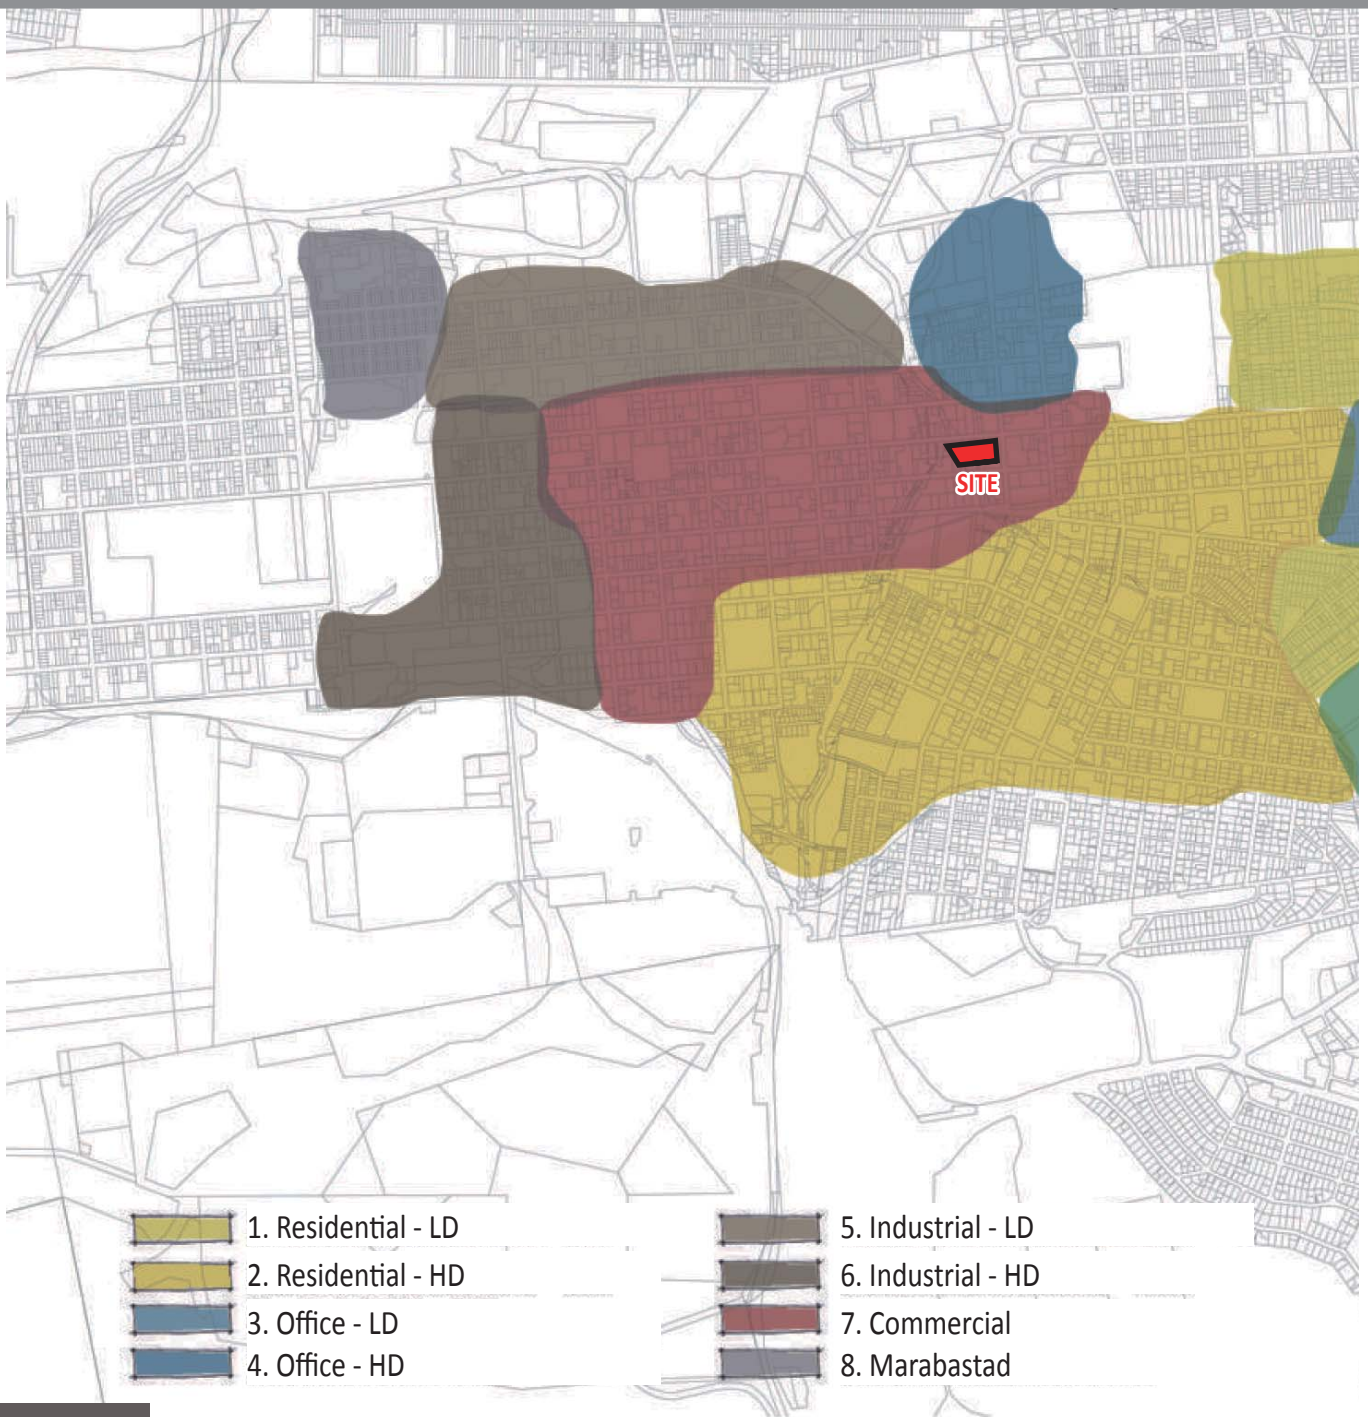 SITE
1. Residential - LD
2. Residential - HD
3. Office - LD
4. Office - HD
5. Industrial - LD
6. Industrial - HD
7. Commercial
8. Marabastad